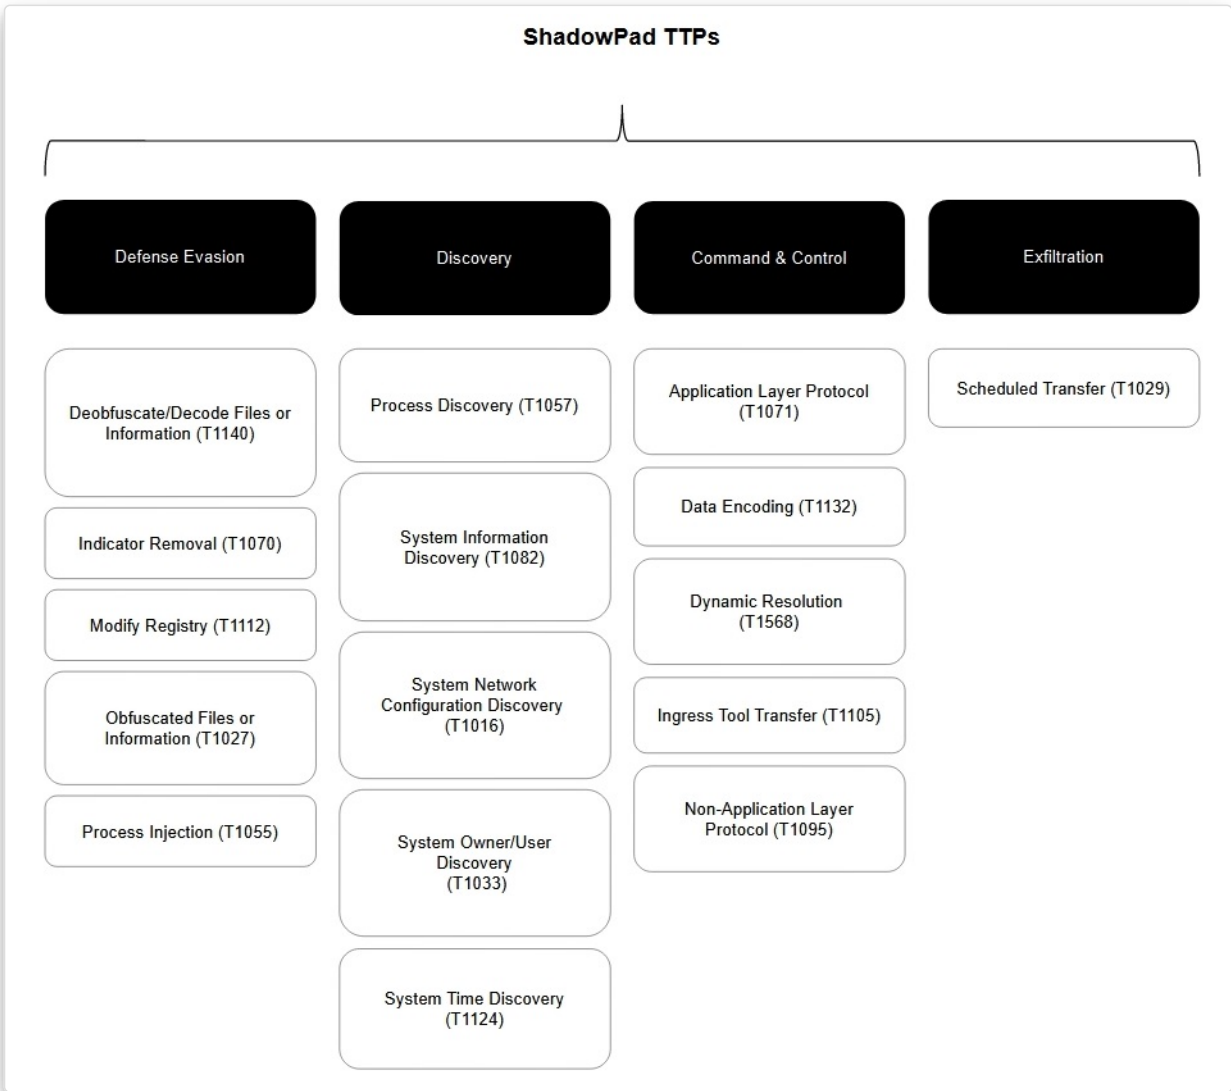 ShadowPad TTPs
Defense Evasion
Discovery
Command & Control
Exfiltration
Deobfuscate/Decode Files or
Information (T1140)
Indicator Removal (T1070)
Modify Registry (T1112)
Obfuscated Files or
Information (T1027)
Process Injection (T1055)
Process Discovery (T1057)
System Information
Discovery (T1082)
System Network
Configuration Discovery
(T1016)
System Owner/User
Discovery
(T1033)
System Time Discovery
(T1124)
Application Layer Protocol
(T1071)
Data Encoding (T1132)
Dynamic Resolution
(T1568)
Ingress Tool Transfer (T1105)
Non-Application Layer
Protocol (T1095)
Scheduled Transfer (T1029)